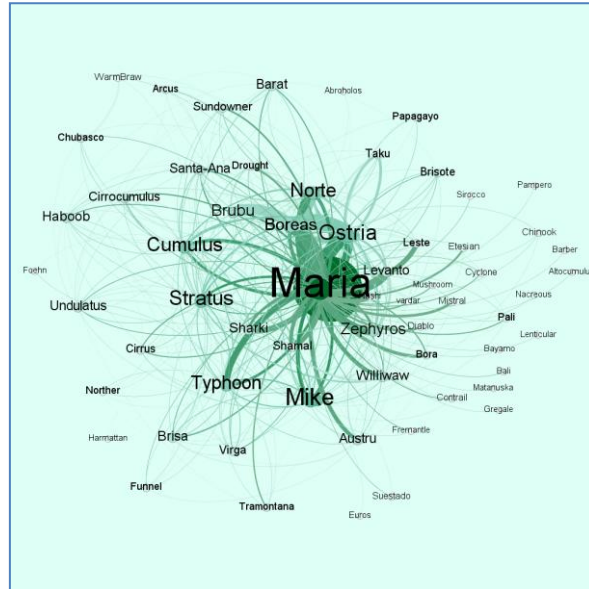 WarmBraw
Arcus
Barat
Abroholos
Sundowner
Papagayo
Chubasco
Taku
Santa-Ana
Drought
Brisote
Pampero
Cirrocumulus
Norte
Sirocco
Haboob
Brubu
Boreas
Ostria
Chinook
Cumulus
Leste
Etesian
Barber
Foehn
Maria
Levanto
Cyclone
Altocumulu
Undulatus
Stratus
Mushroom
Nacreous
vardar
Mistral
Sharki
Zephyros
Diablo
Pali
Cirrus
Shamal
Bora
Bayamo
Lenticular
Norther
Typhoon
Williwaw
Bali
Mike
Contrail
Matanuska
Gregale
Harmattan
Brisa
Virga
Austru
Fremantle
Funnel
Tramontana
Suestado
Euros